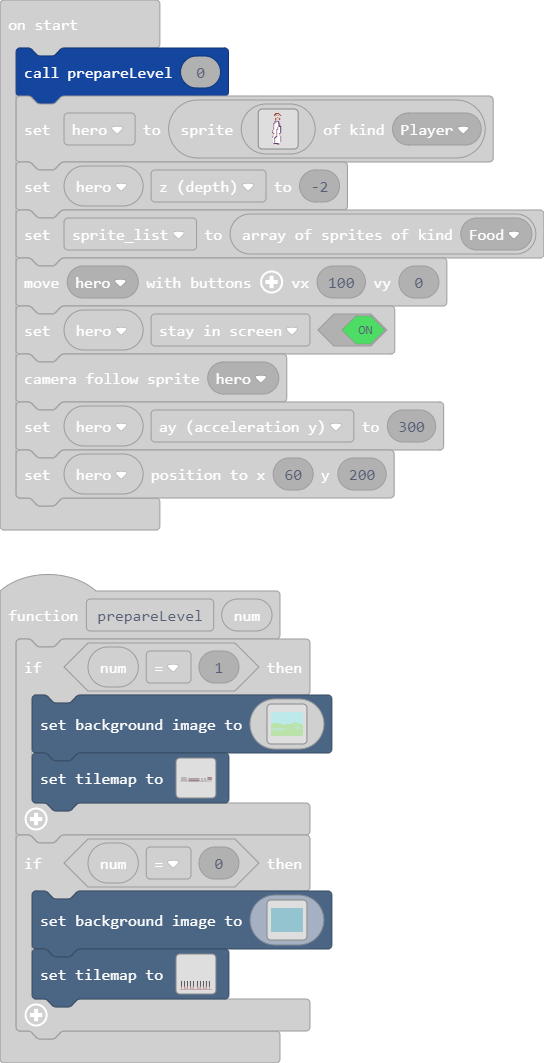 on start
call prepareLevel 0
set hero to sprite of kind Player
set hero z (depth) to -2
set sprite_list to array of sprites of kind Food
move hero with buttons vx 100 vy 0
set hero stay in screen ON
camera follow sprite hero
set hero ay (acceleration y) to 300
set hero position to x 60 y 200
function prepareLevel num
if num = 1 then
set background image to
set tilemap to
if num = 0 then
set background image to
set tilemap to